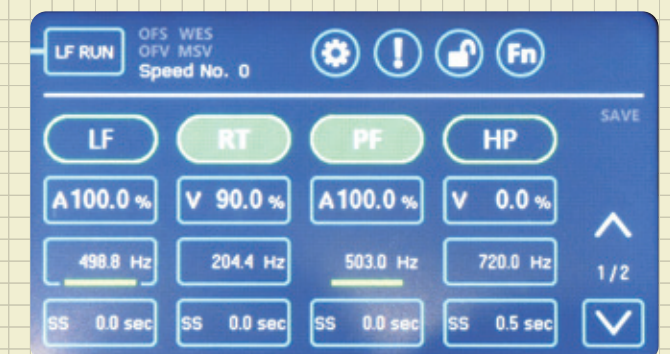 LF RUN
OFS WES
OFV MSV
Speed No. 0
Fn
SAVE
LF RT PF HP
A100.0 % V 90.0 % A100.0 % V 0.0 %
498.8 Hz 204.4 Hz 503.0 Hz 720.0 Hz
1/2
SS 0.0 sec SS 0.0 sec SS 0.0 sec SS 0.5 sec